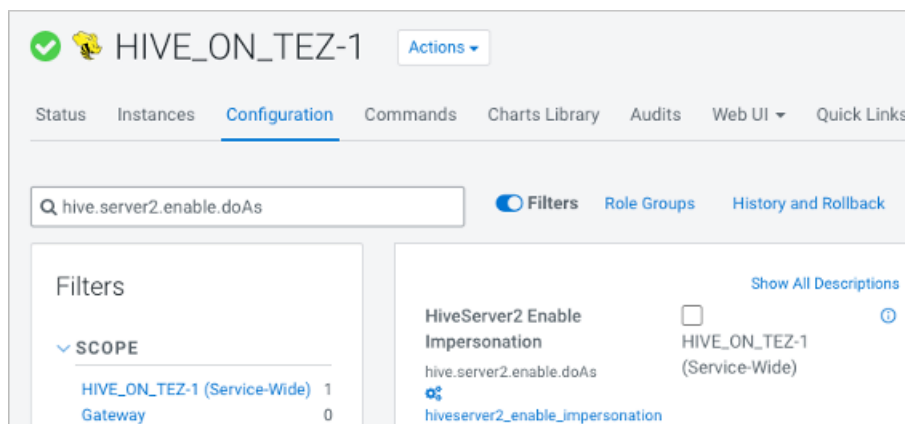 HIVE_ON_TEZ-1
Actions
Status Instances Configuration Commands Charts Library Audits Web UI Quick Links
hive.server2.enable.doAs
Filters Role Groups History and Rollback
Filters
Show All Descriptions
SCOPE
HIVE_ON_TEZ-1 (Service-Wide) 1
Gateway 0
HiveServer2 Enable
Impersonation
hive.server2.enable.doAs
hiveserver2_enable_impersonation
HIVE_ON_TEZ-1
(Service-Wide)